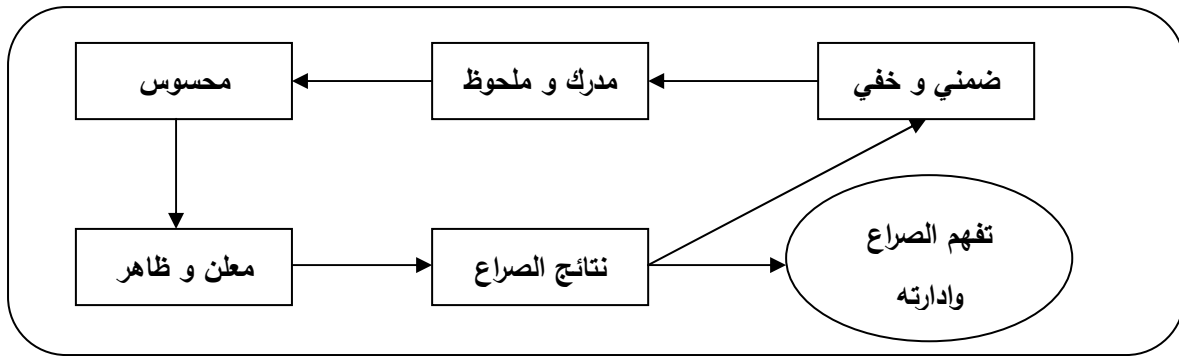 ضمني و خفي
مدرك و ملحوظ
محسوس
معلن و ظاهر
نتائج الصراع
تفهم الصراع
وادارته